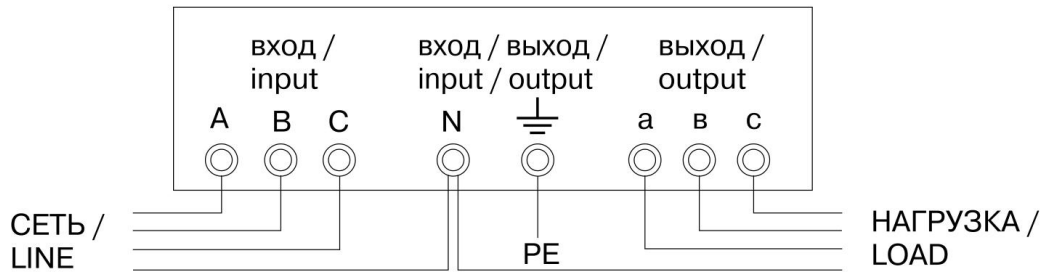 вход / вход / выход / выход /
input input / output output
A B C N a в c
СЕТЬ / НАГРУЗКА /
LINE PE LOAD